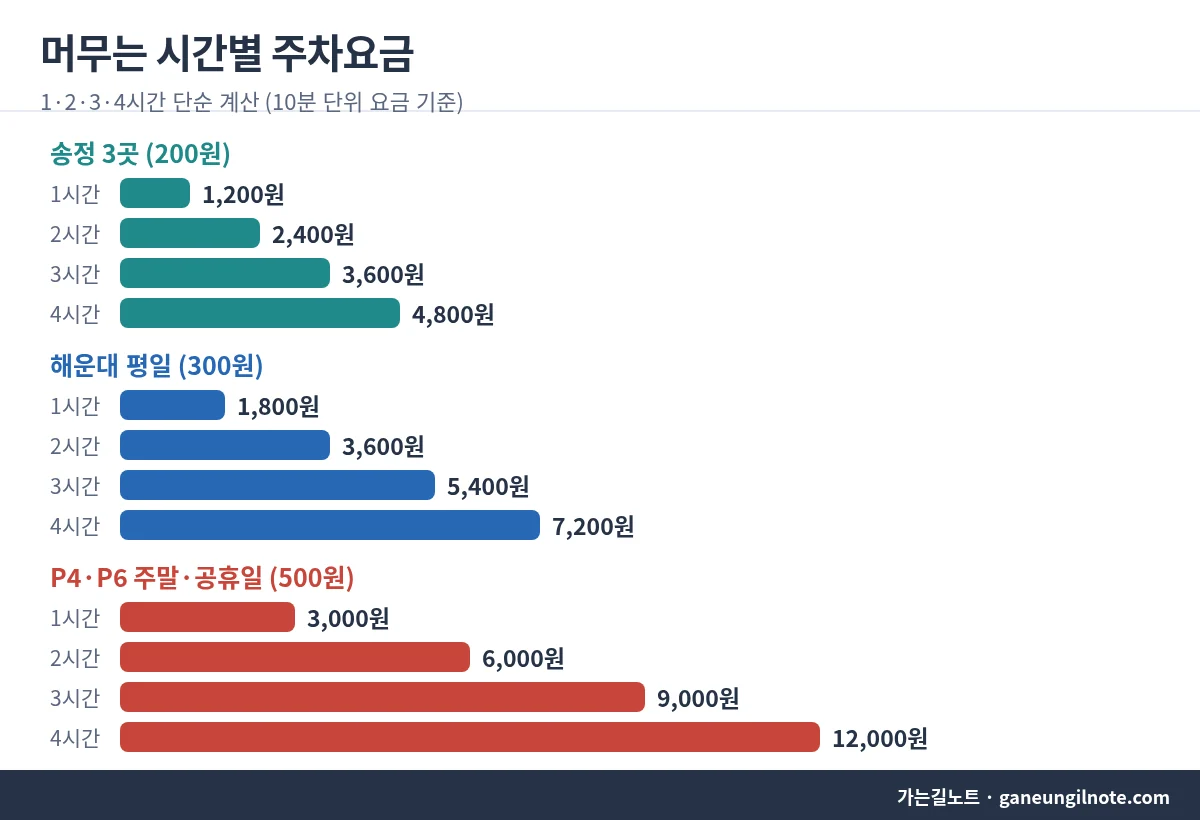 머무는 시간별 주차요금
1·2·3·4시간 단순 계산 (10분 단위 요금 기준)
송정 3곳 (200원)
1시간 1,200원
2시간 2,400원
3시간 3,600원
4시간 4,800원
해운대 평일 (300원)
1시간 1,800원
2시간 3,600원
3시간 5,400원
4시간 7,200원
P4·P6 주말·공휴일 (500원)
1시간 3,000원
2시간 6,000원
3시간 9,000원
4시간 12,000원
가는길노트 · ganeungilnote.com